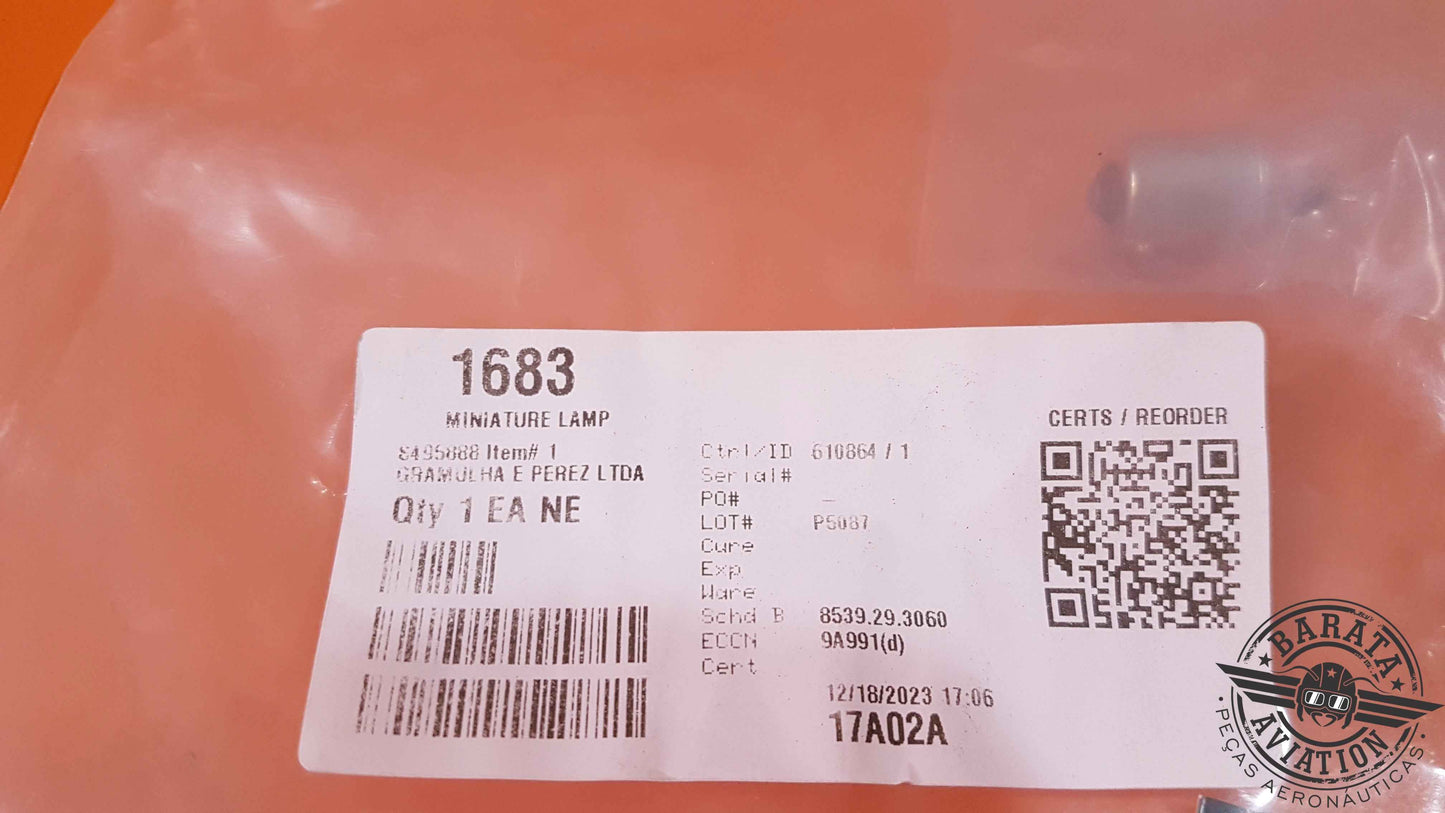 1683
MINIATURE LAMP
8495888 Item# 1
GRAMULHA E PEREZ LTDA
Qty 1 EA NE
Ctrl/ID 610864 / 1
Serial#
PO# –
LOT# P5087
Cure
Exp
Ware
Schd B 8539.29.3060
ECCN 9A991(d)
Cert
12/18/2023 17:06
17A02A
CERTS / REORDER
BARATA
AVIATION
PEÇAS AERONÁUTICAS